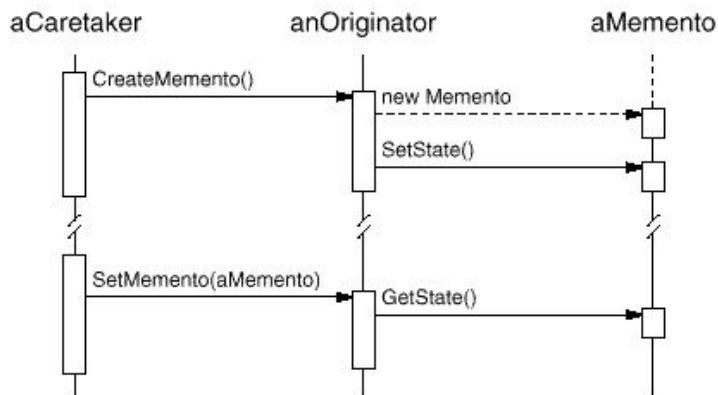 aCaretaker anOriginator aMemento
CreateMemento()
new Memento
SetState()
SetMemento(aMemento)
GetState()